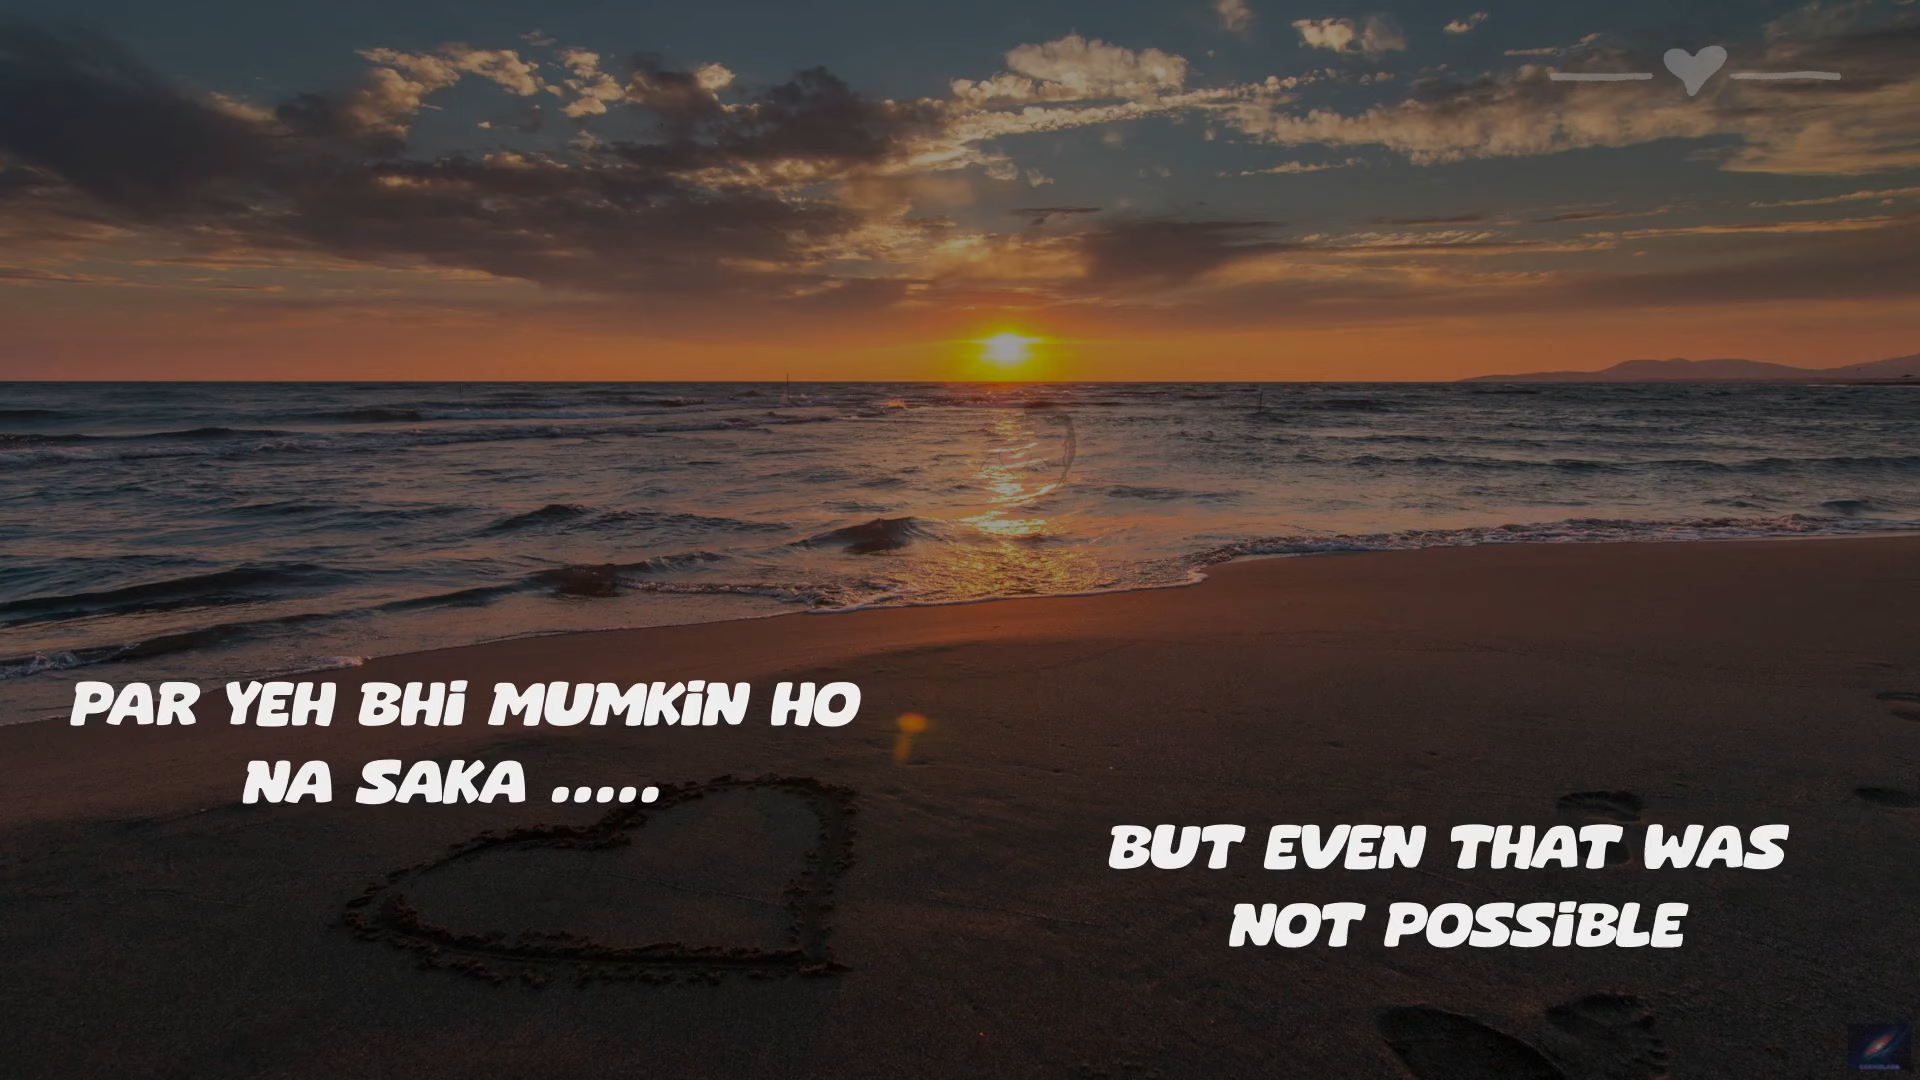 PAR YEH BHi MUMKiN HO
NA SAKA .....
BUT EVEN THAT WAS
NOT POSSiBLE